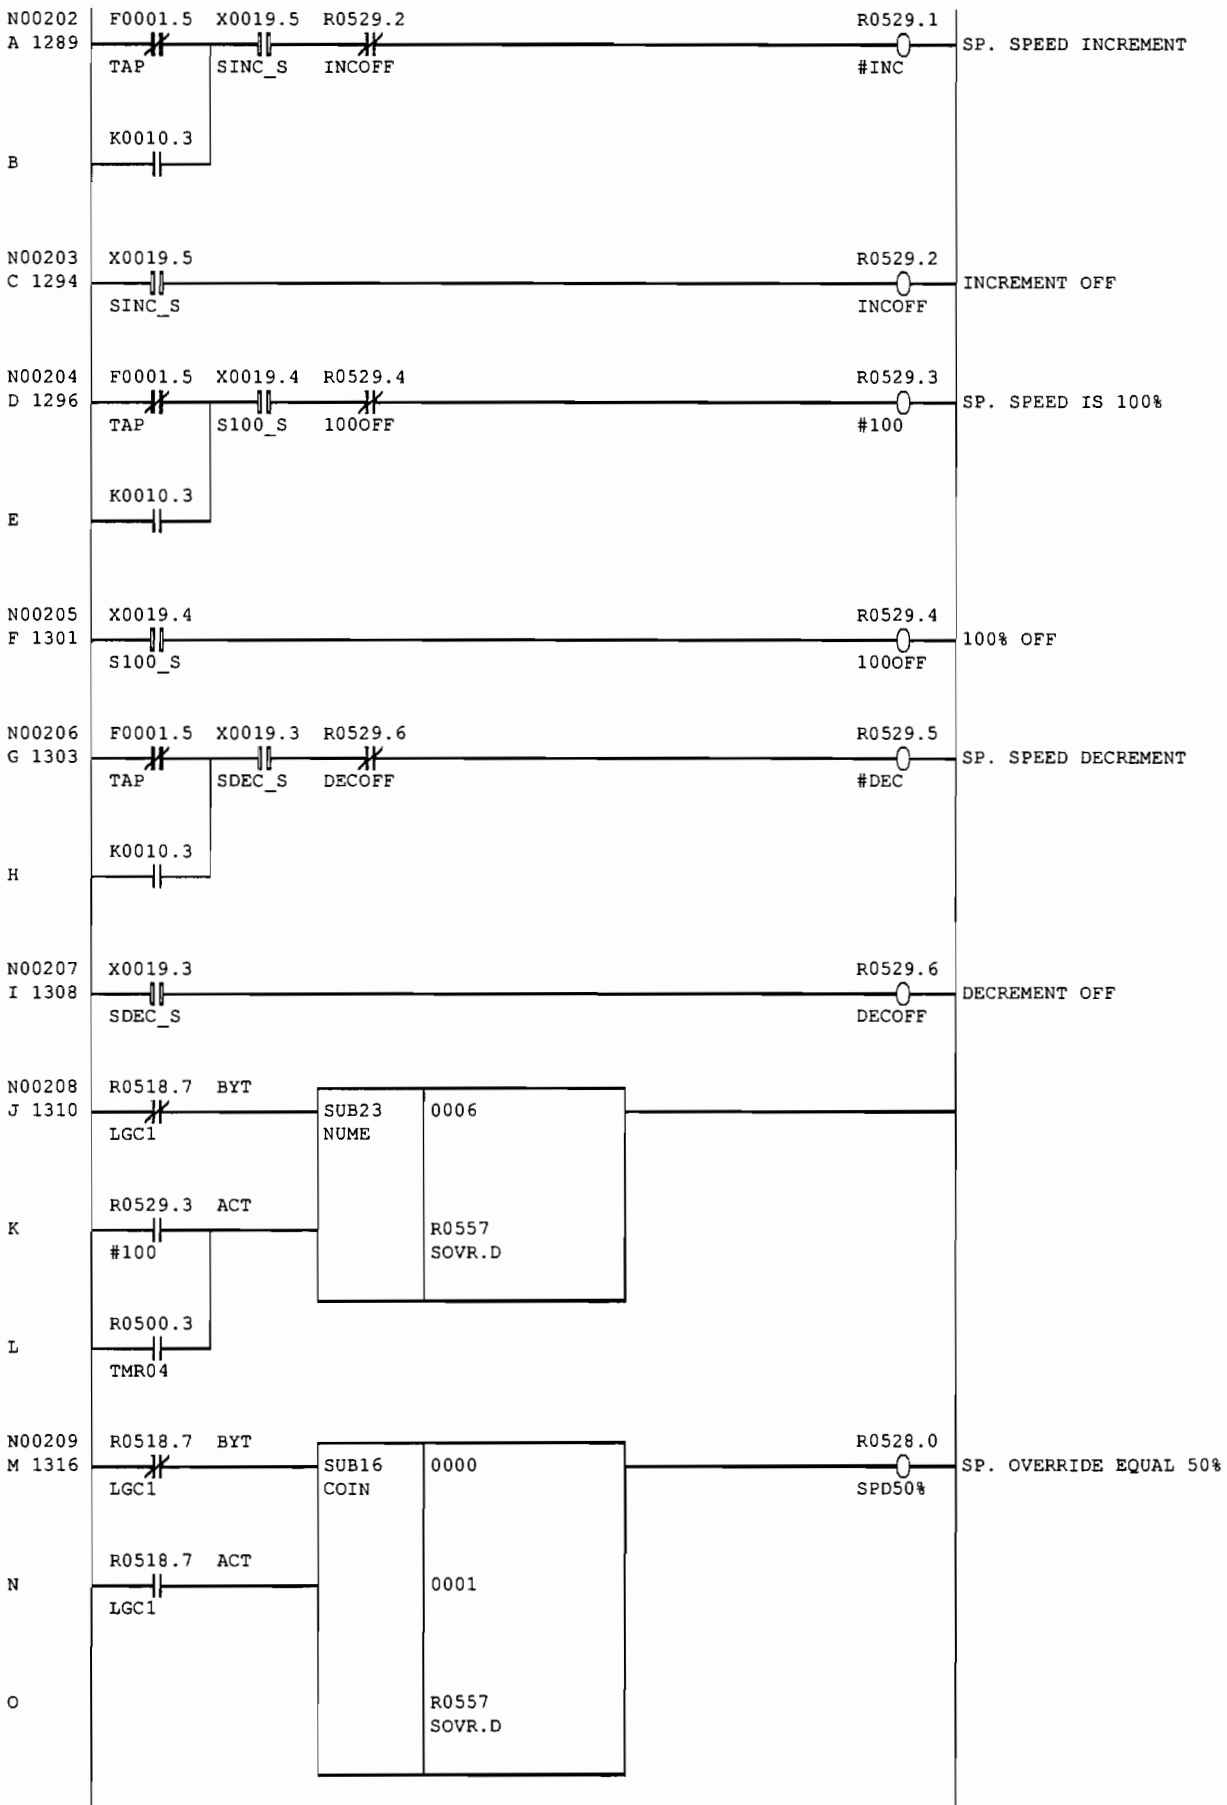 N00202 F0001.5 X0019.5 R0529.2 R0529.1
A 1289 SP. SPEED INCREMENT
TAP SINC_S INCOFF #INC
K0010.3
B
N00203 X0019.5 R0529.2
C 1294 INCREMENT OFF
SINC_S INCOFF
N00204 F0001.5 X0019.4 R0529.4 R0529.3
D 1296 SP. SPEED IS 100%
TAP S100_S 100OFF #100
K0010.3
E
N00205 X0019.4 R0529.4
F 1301 100% OFF
S100_S 100OFF
N00206 F0001.5 X0019.3 R0529.6 R0529.5
G 1303 SP. SPEED DECREMENT
TAP SDEC_S DECOFF #DEC
K0010.3
H
N00207 X0019.3 R0529.6
I 1308 DECREMENT OFF
SDEC_S DECOFF
N00208 R0518.7 BYT
J 1310 SUB23 0006
LGC1 NUME
R0529.3 ACT
K R0557
#100 SOVR.D
R0500.3
L
TMR04
N00209 R0518.7 BYT R0528.0
M 1316 SUB16 0000 SP. OVERRIDE EQUAL 50%
LGC1 COIN SPD50%
R0518.7 ACT
N 0001
LGC1
O R0557
SOVR.D